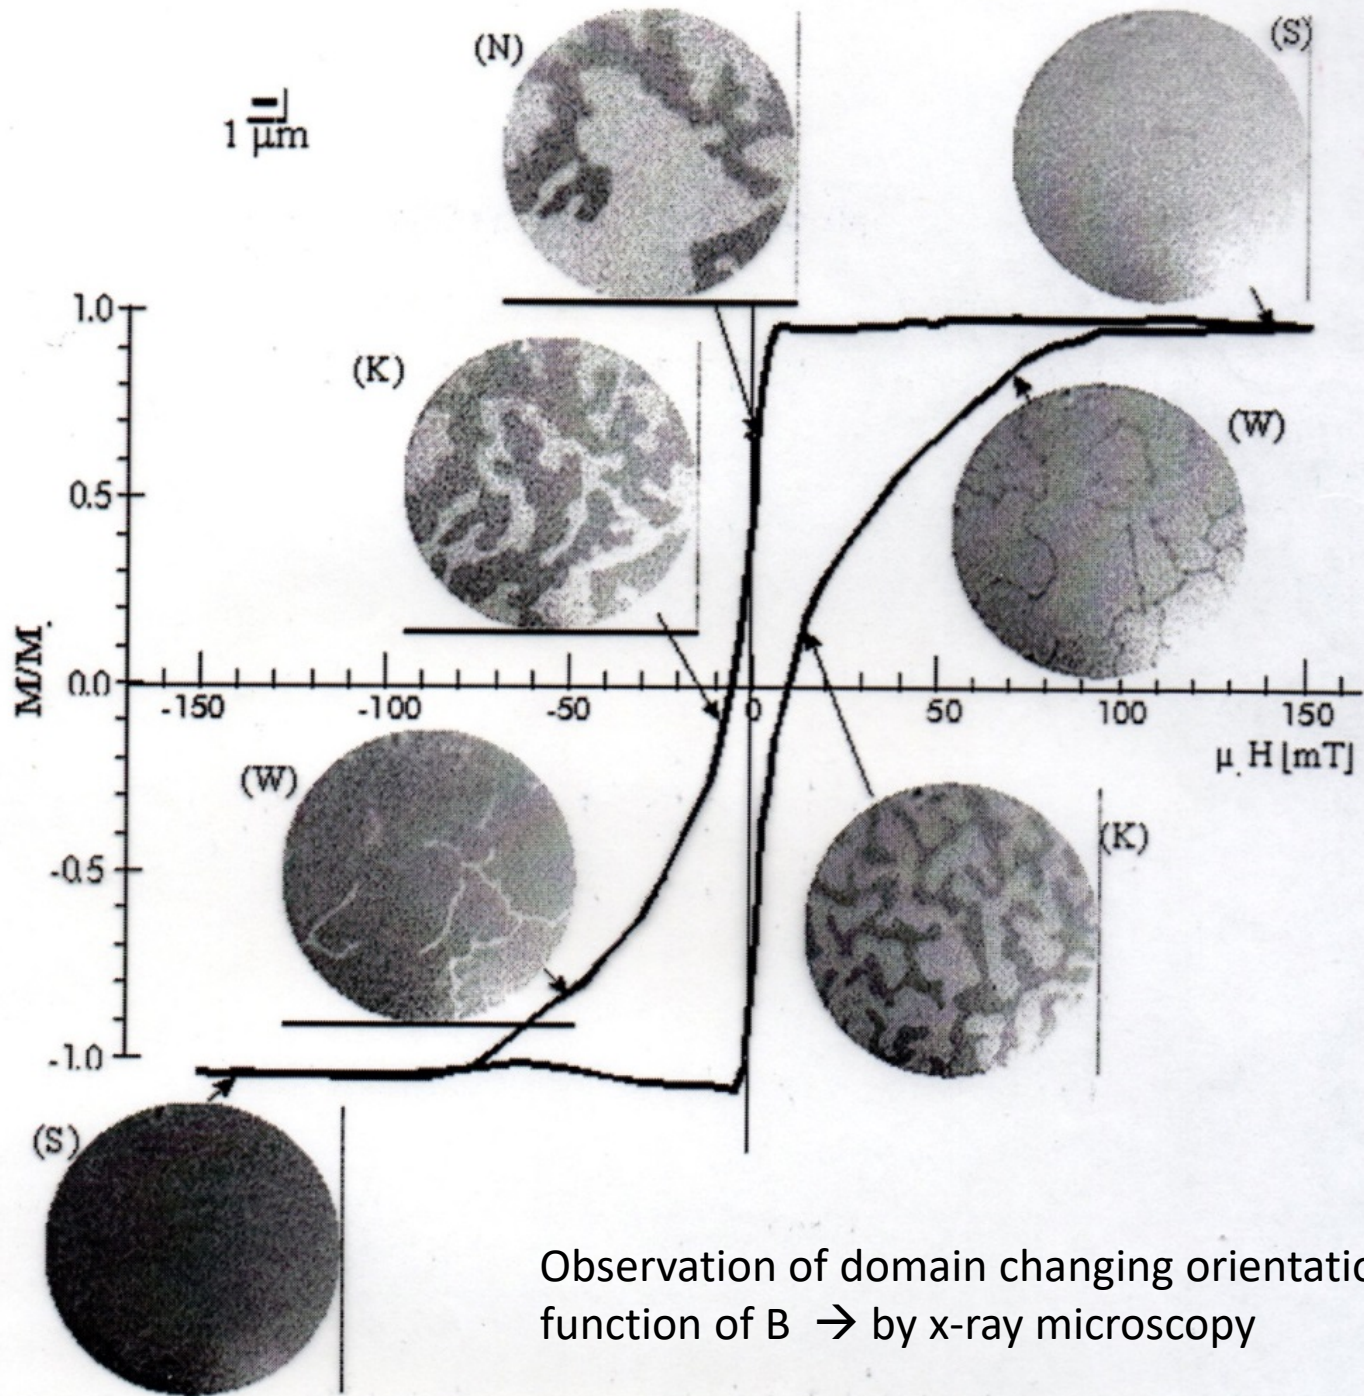 (N)
(S)
1 μm
1.0
(K)
(W)
0.5
M/M.
0.0
-150
-100
-50
0
50
100
150
μ. H [mT]
(W)
(K)
-0.5
-1.0
(S)
Observation of domain changing orientatio
function of B → by x-ray microscopy